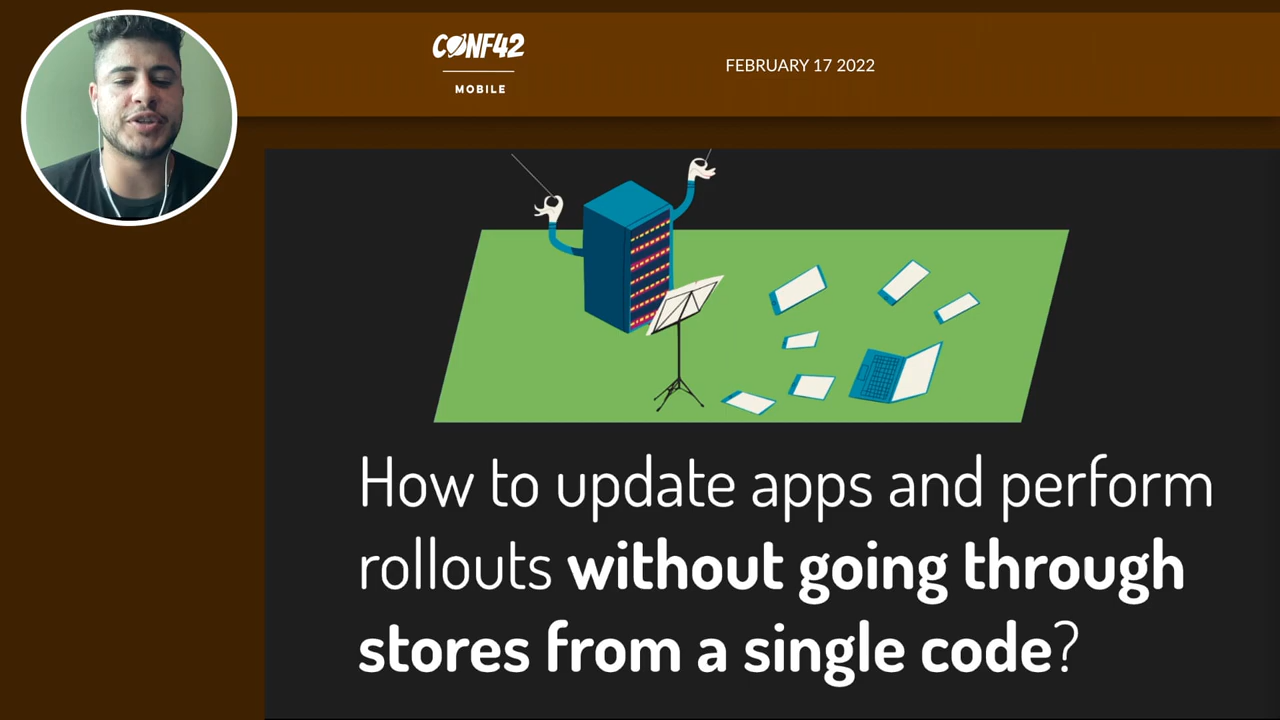 CONF42
MOBILE
FEBRUARY 17 2022
How to update apps and perform
rollouts without going through
stores from a single code?